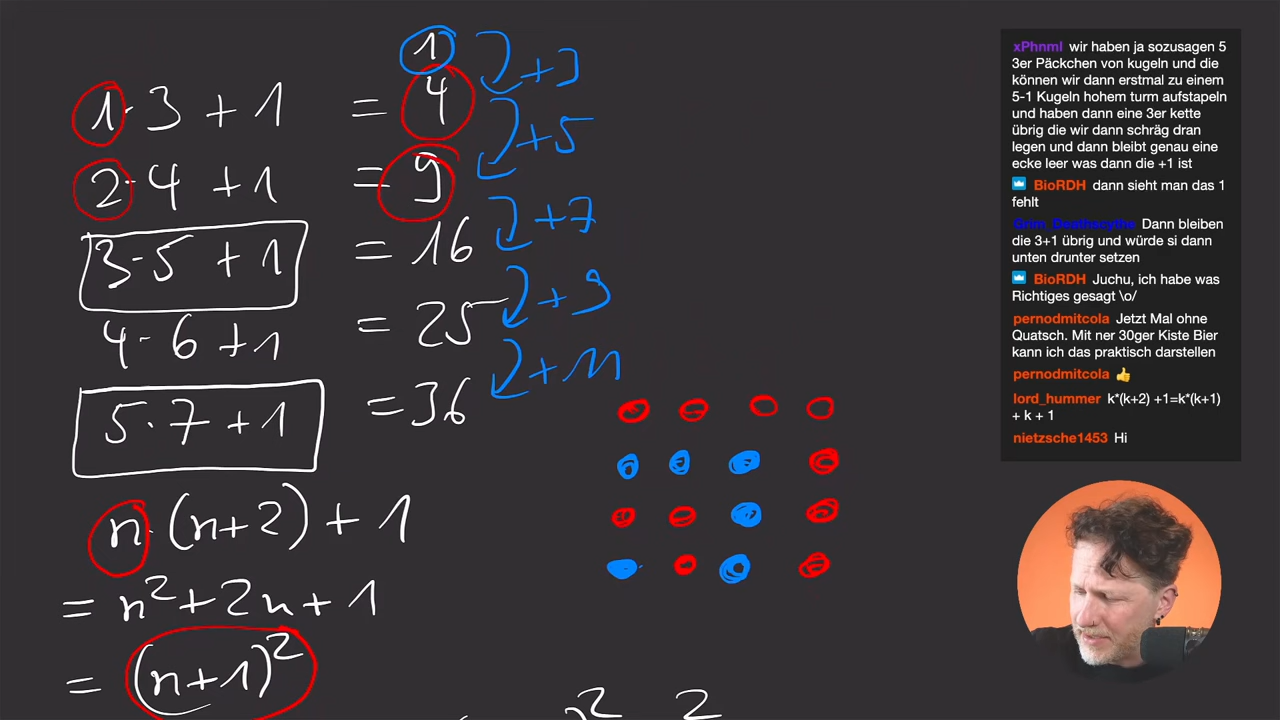 1
+3
1·3 + 1 = 4
+5
2·4 + 1 = 9
+7
3·5 + 1 = 16
+9
4·6 + 1 = 25
+11
5·7 + 1 = 36
n·(n+2) + 1
= n²+2n+1
= (n+1)²
2 2
xPhnml wir haben ja sozusagen 5
3er Päckchen von kugeln und die
können wir dann erstmal zu einem
5-1 Kugeln hohem turm aufstapeln
und haben dann eine 3er kette
übrig die wir dann schräg dran
legen und dann bleibt genau eine
ecke leer was dann die +1 ist
BioRDH dann sieht man das 1
fehlt
Grim_Deathscythe Dann bleiben
die 3+1 übrig und würde si dann
unten drunter setzen
BioRDH Juchu, ich habe was
Richtiges gesagt \o/
pernodmitcola Jetzt Mal ohne
Quatsch. Mit ner 30ger Kiste Bier
kann ich das praktisch darstellen
pernodmitcola 👍
lord_hummer k*(k+2) +1=k*(k+1)
+ k + 1
nietzsche1453 Hi